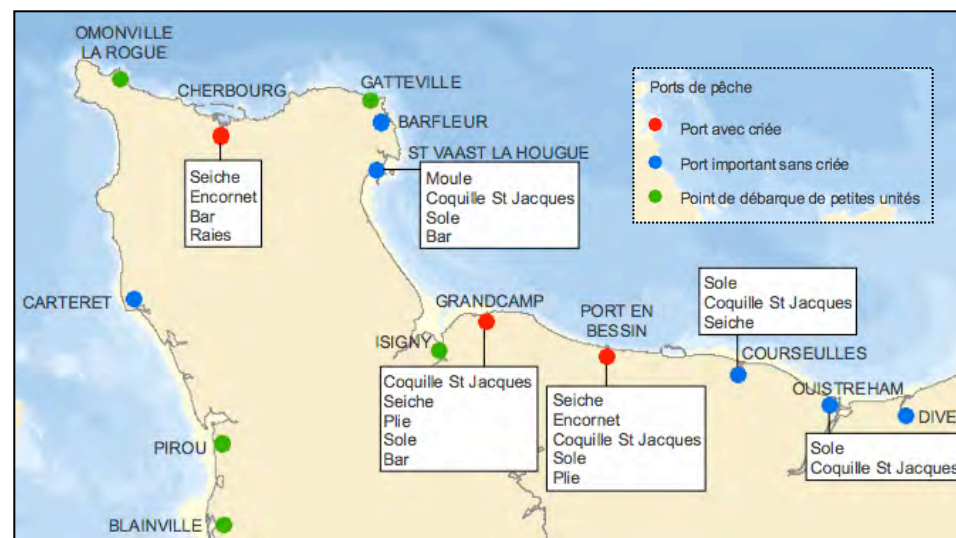 OMONVILLE
LA ROGUE
CHERBOURG
GATTEVILLE
BARFLEUR
ST VAAST LA HOUGUE
Ports de pêche
Port avec criée
Port important sans criée
Point de débarque de petites unités
Seiche
Encornet
Bar
Raies
Moule
Coquille St Jacques
Sole
Bar
CARTERET
GRANDCAMP
ISIGNY
PORT EN
BESSIN
Sole
Coquille St Jacques
Seiche
COURSEULLES
OUISTREHAM
DIVE
Coquille St Jacques
Seiche
Plie
Sole
Bar
Seiche
Encornet
Coquille St Jacques
Sole
Plie
Sole
Coquille St Jacques
PIROU
BLAINVILLE